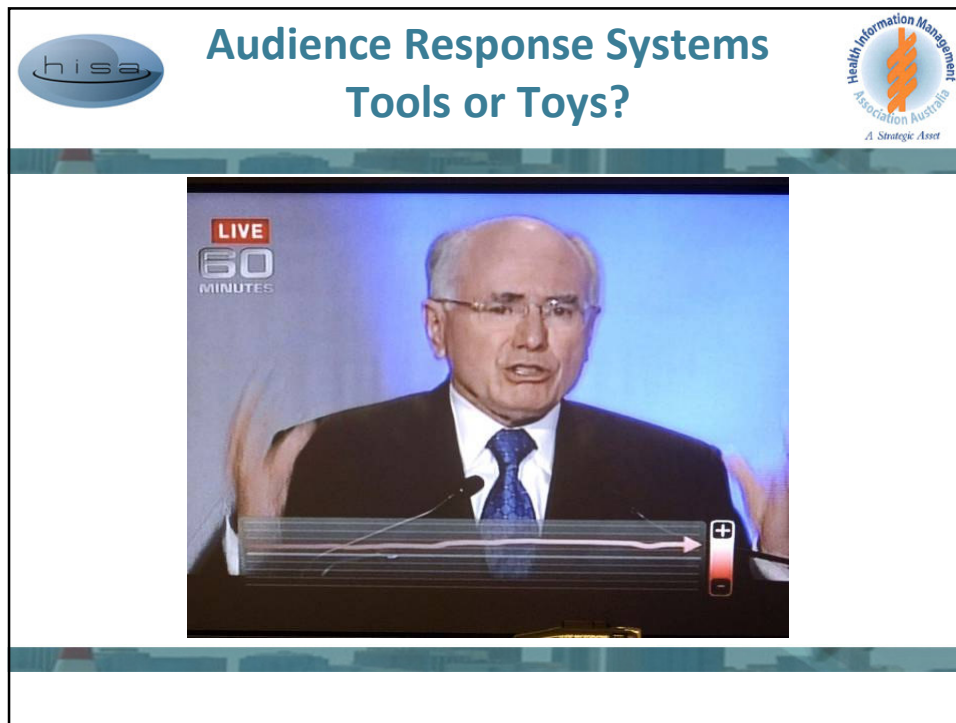 hisa
Audience Response Systems
Tools or Toys?
Health Information Management
Association Australia
A Strategic Asset
LIVE
60
MINUTES
+
-